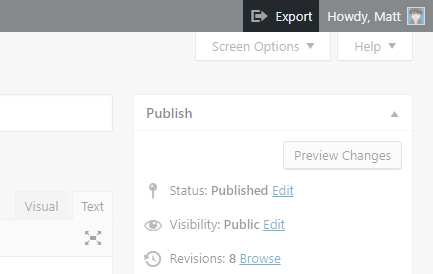 Export Howdy, Matt
Screen Options Help
Publish
Preview Changes
Status: Published Edit
Visual Text
Visibility: Public Edit
Revisions: 8 Browse